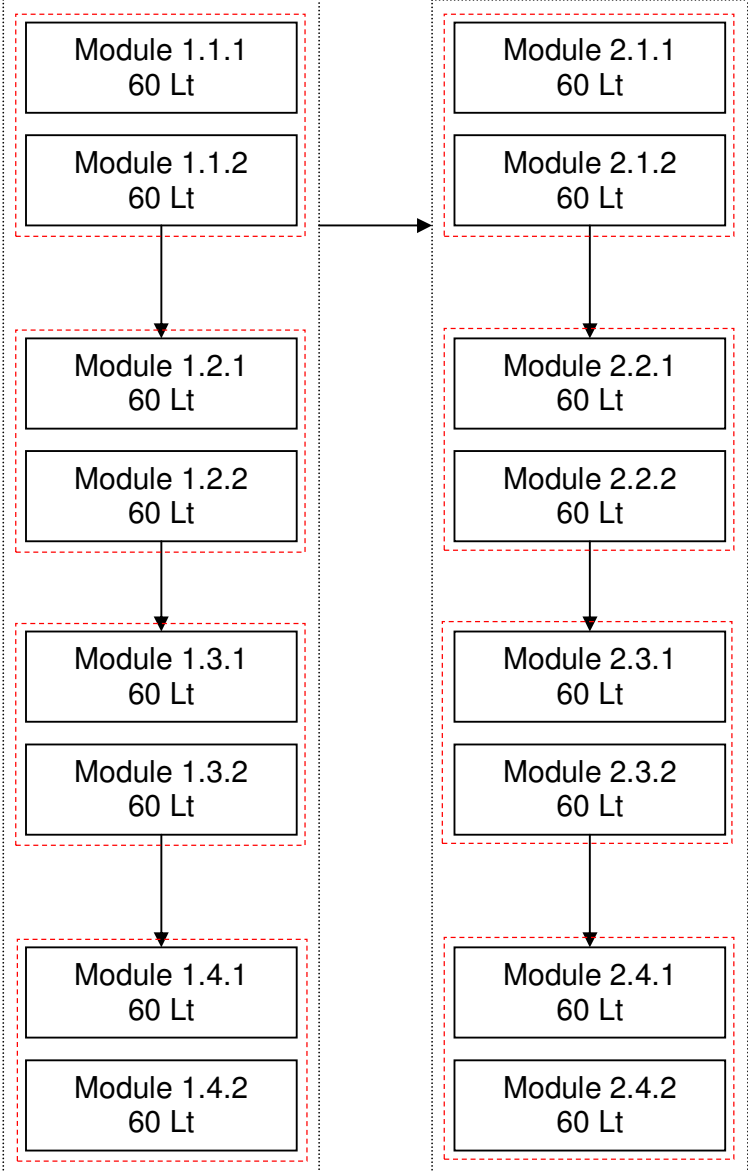 Module 1.1.1
60 Lt
Module 1.1.2
60 Lt
Module 1.2.1
60 Lt
Module 1.2.2
60 Lt
Module 1.3.1
60 Lt
Module 1.3.2
60 Lt
Module 1.4.1
60 Lt
Module 1.4.2
60 Lt
Module 2.1.1
60 Lt
Module 2.1.2
60 Lt
Module 2.2.1
60 Lt
Module 2.2.2
60 Lt
Module 2.3.1
60 Lt
Module 2.3.2
60 Lt
Module 2.4.1
60 Lt
Module 2.4.2
60 Lt